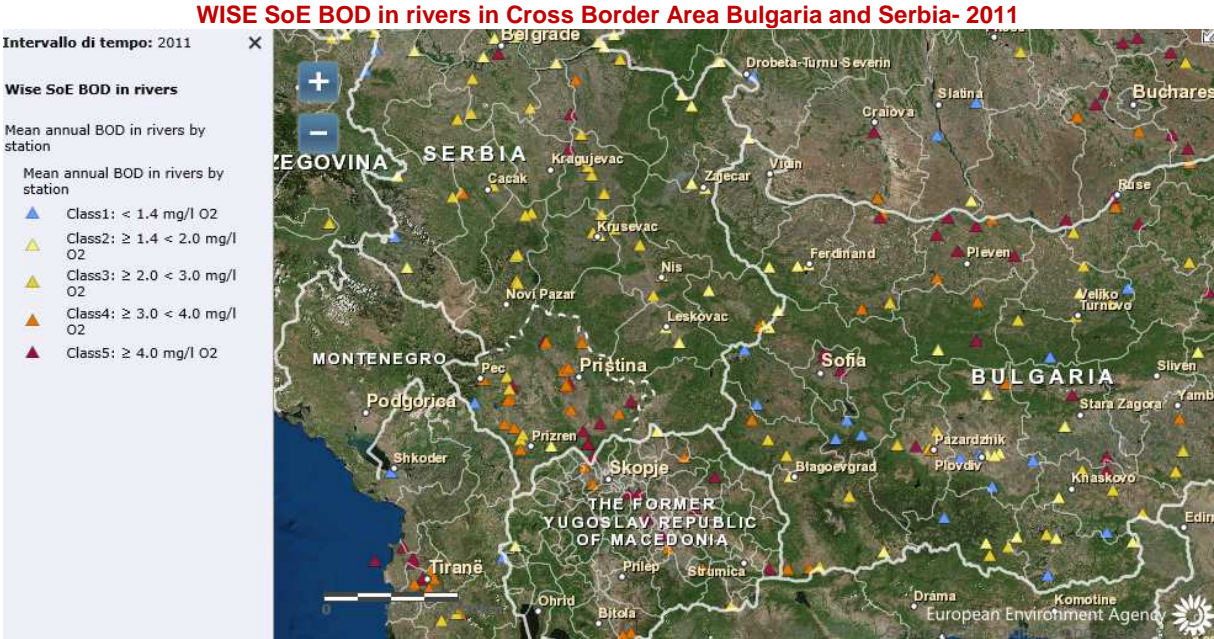 WISE SoE BOD in rivers in Cross Border Area Bulgaria and Serbia- 2011
Intervallo di tempo: 2011
Wise SoE BOD in rivers
Mean annual BOD in rivers by
station
Mean annual BOD in rivers by
station
Class1: < 1.4 mg/l O2
Class2: ≥ 1.4 < 2.0 mg/l
O2
Class3: ≥ 2.0 < 3.0 mg/l
O2
Class4: ≥ 3.0 < 4.0 mg/l
O2
Class5: ≥ 4.0 mg/l O2
Belgrade
Drobeta-Turnu-Severin
Slatina
Buchares
Craiova
ZEGOVINA
SERBIA
Kragujevac
Cacak
Zajecar
Vidin
Ruse
Krusevac
Ferdinand
Pleven
Nis
Novi Pazar
Veliko
Turnovo
Leskovac
MONTENEGRO
Pec
Pristina
Sofia
BULGARIA
Sliven
Podgorica
Stara Zagora
Yamb
Prizren
Pazardzhik
Shkoder
Skopje
Blagoevgrad
Plovdiv
Khaskovo
THE FORMER
YUGOSLAV REPUBLIC
OF MACEDONIA
Edir
Tiranë
Prilep
Strumica
0
Ohrid
Bitola
Drama
Komotine
European Environment Agency